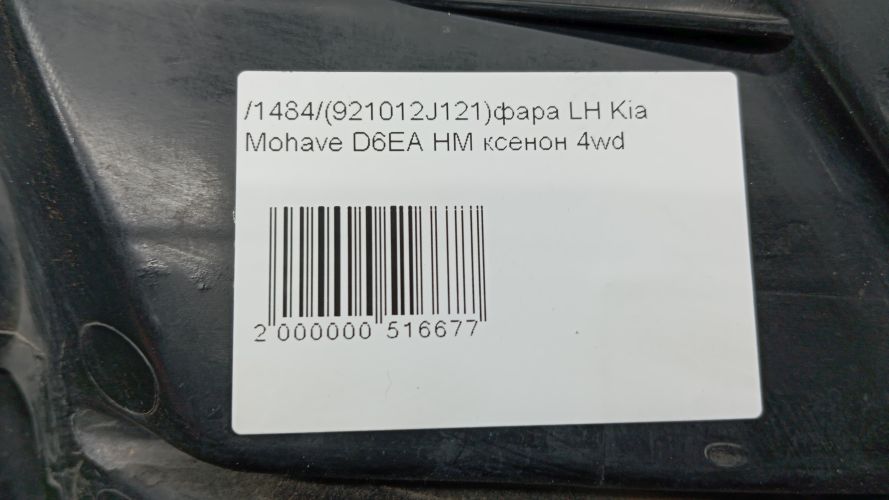 /1484/(921012J121)фара LH Kia
Mohave D6EA HM ксенон 4wd
2 000000 516677